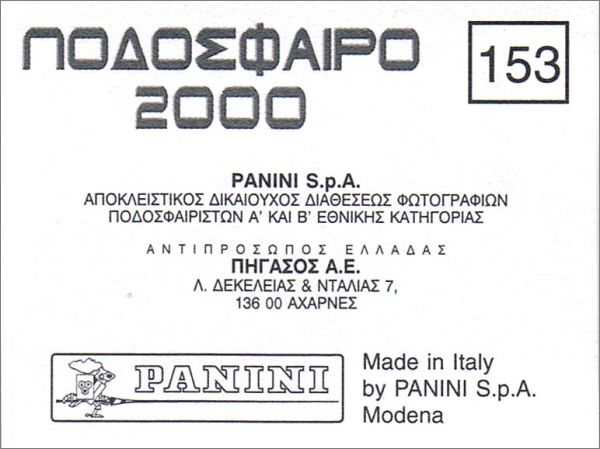 ΠΟΔΟΣΦΑΙΡΟ
2000
153
PANINI S.p.A.
ΑΠΟΚΛΕΙΣΤΙΚΟΣ ΔΙΚΑΙΟΥΧΟΣ ΔΙΑΘΕΣΕΩΣ ΦΩΤΟΓΡΑΦΙΩΝ
ΠΟΔΟΣΦΑΙΡΙΣΤΩΝ Α' ΚΑΙ Β' ΕΘΝΙΚΗΣ ΚΑΤΗΓΟΡΙΑΣ
ΑΝΤΙΠΡΟΣΩΠΟΣ ΕΛΛΑΔΑΣ
ΠΗΓΑΣΟΣ Α.Ε.
Λ. ΔΕΚΕΛΕΙΑΣ & ΝΤΑΛΙΑΣ 7,
136 00 ΑΧΑΡΝΕΣ
PANINI
Made in Italy
by PANINI S.p.A.
Modena